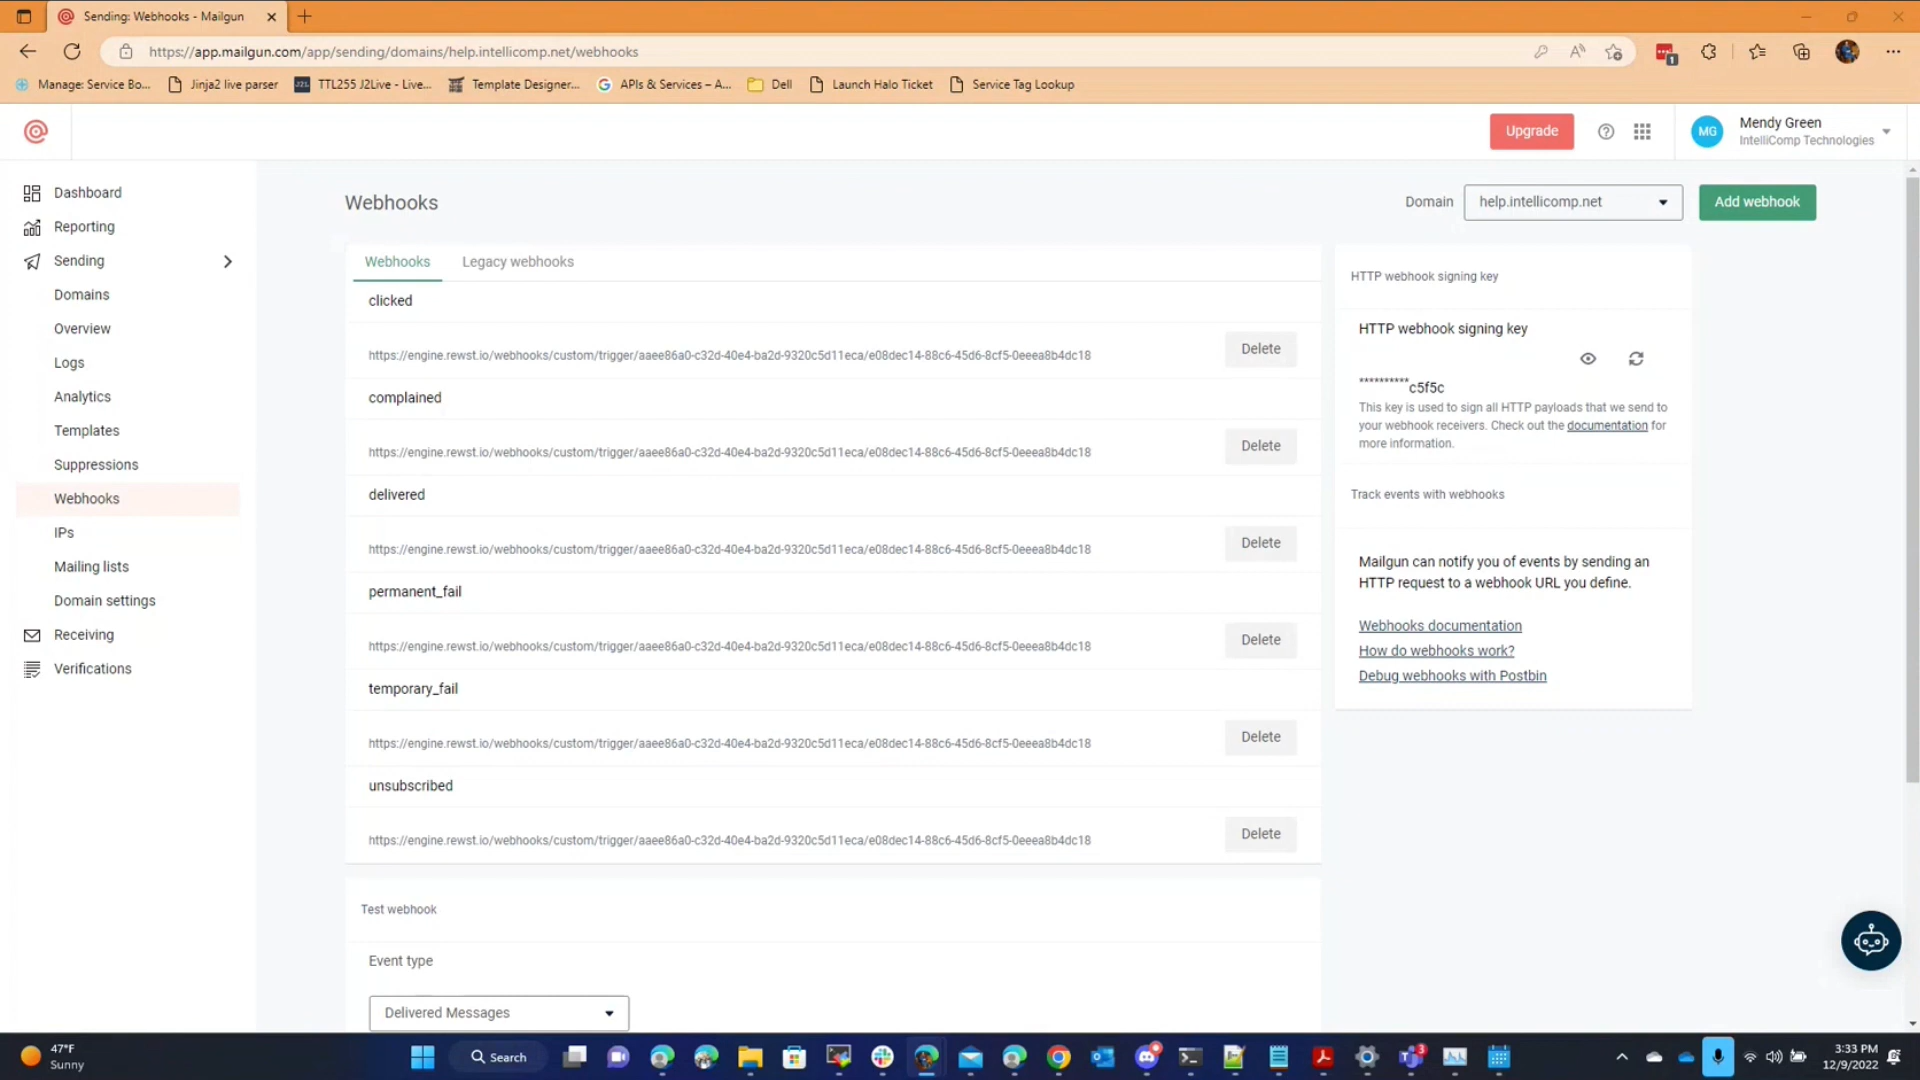 Sending: Webhooks - Mailgun
https://app.mailgun.com/app/sending/domains/help.intellicomp.net/webhooks
1
Manage: Service Bo...
Jinja2 live parser
J2L
TTL255 J2Live - Live...
Template Designer...
APIs & Services – A...
Dell
Launch Halo Ticket
Service Tag Lookup
Upgrade
MG
Mendy Green
IntelliComp Technologies
Dashboard
Reporting
Sending
Domains
Overview
Logs
Analytics
Templates
Suppressions
Webhooks
IPs
Mailing lists
Domain settings
Receiving
Verifications
Webhooks
Domain
help.intellicomp.net
Add webhook
Webhooks
Legacy webhooks
clicked
https://engine.rewst.io/webhooks/custom/trigger/aaee86a0-c32d-40e4-ba2d-9320c5d11eca/e08dec14-88c6-45d6-8cf5-0eeea8b4dc18
Delete
complained
https://engine.rewst.io/webhooks/custom/trigger/aaee86a0-c32d-40e4-ba2d-9320c5d11eca/e08dec14-88c6-45d6-8cf5-0eeea8b4dc18
Delete
delivered
https://engine.rewst.io/webhooks/custom/trigger/aaee86a0-c32d-40e4-ba2d-9320c5d11eca/e08dec14-88c6-45d6-8cf5-0eeea8b4dc18
Delete
permanent_fail
https://engine.rewst.io/webhooks/custom/trigger/aaee86a0-c32d-40e4-ba2d-9320c5d11eca/e08dec14-88c6-45d6-8cf5-0eeea8b4dc18
Delete
temporary_fail
https://engine.rewst.io/webhooks/custom/trigger/aaee86a0-c32d-40e4-ba2d-9320c5d11eca/e08dec14-88c6-45d6-8cf5-0eeea8b4dc18
Delete
unsubscribed
https://engine.rewst.io/webhooks/custom/trigger/aaee86a0-c32d-40e4-ba2d-9320c5d11eca/e08dec14-88c6-45d6-8cf5-0eeea8b4dc18
Delete
Test webhook
Event type
Delivered Messages
HTTP webhook signing key
HTTP webhook signing key
**********c5f5c
This key is used to sign all HTTP payloads that we send to
your webhook receivers. Check out the documentation for
more information.
Track events with webhooks
Mailgun can notify you of events by sending an
HTTP request to a webhook URL you define.
Webhooks documentation
How do webhooks work?
Debug webhooks with Postbin
47°F
Sunny
Search
3
3:33 PM
12/9/2022